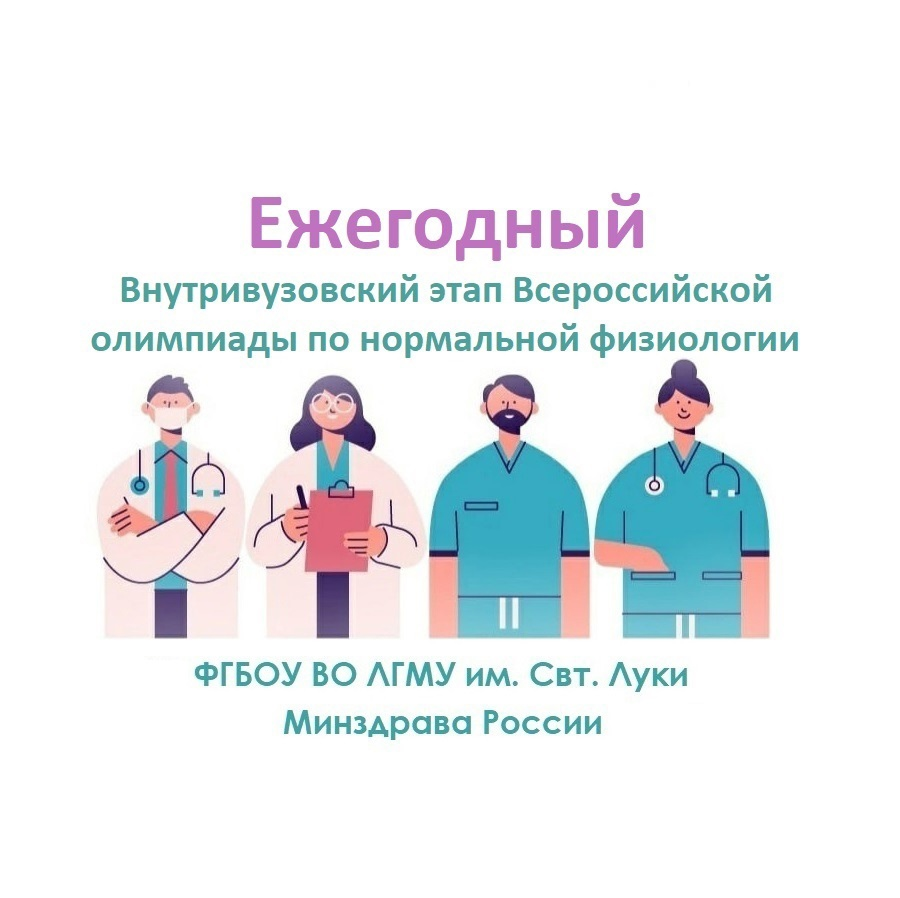 Ежегодный
Внутривузовский этап Всероссийской
олимпиады по нормальной физиологии
ФГБОУ ВО ЛГМУ им. Свт. Луки
Минздрава России